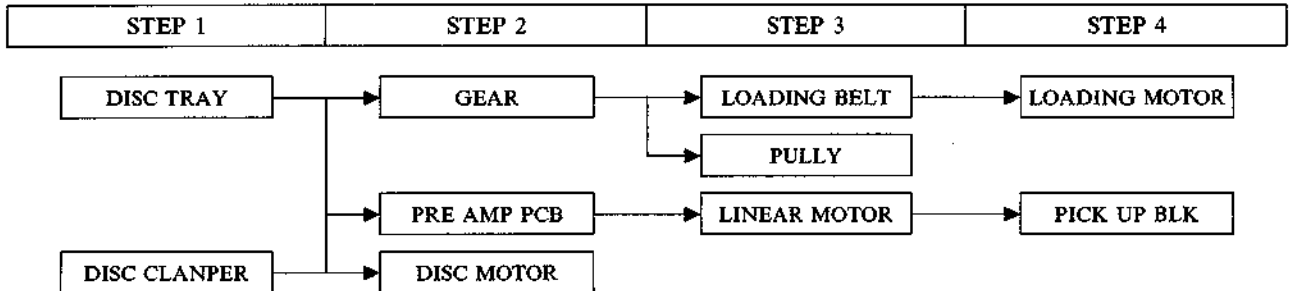 STEP 1 STEP 2 STEP 3 STEP 4
DISC TRAY GEAR LOADING BELT LOADING MOTOR
PULLY
PRE AMP PCB LINEAR MOTOR PICK UP BLK
DISC CLANPER DISC MOTOR